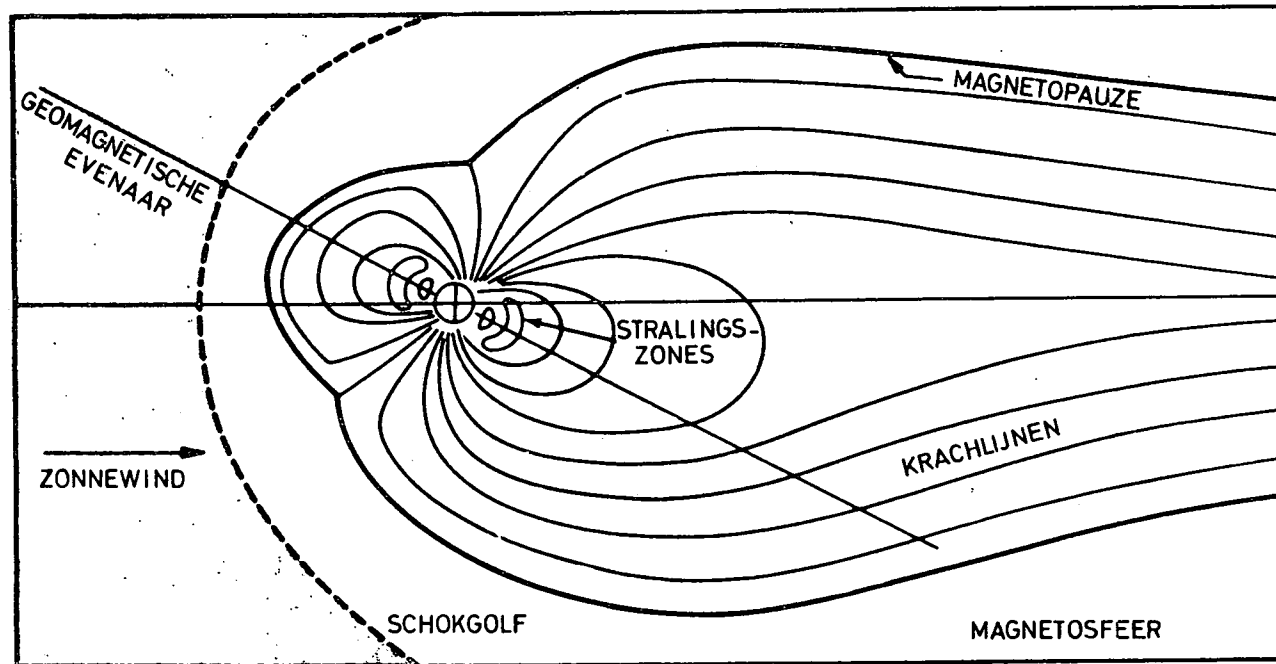 MAGNETOPAUZE
GEOMAGNETISCHE
EVENAAR
STRALINGS-
ZONES
KRACHLIJNEN
ZONNEWIND
SCHOKGOLF
MAGNETOSFEER